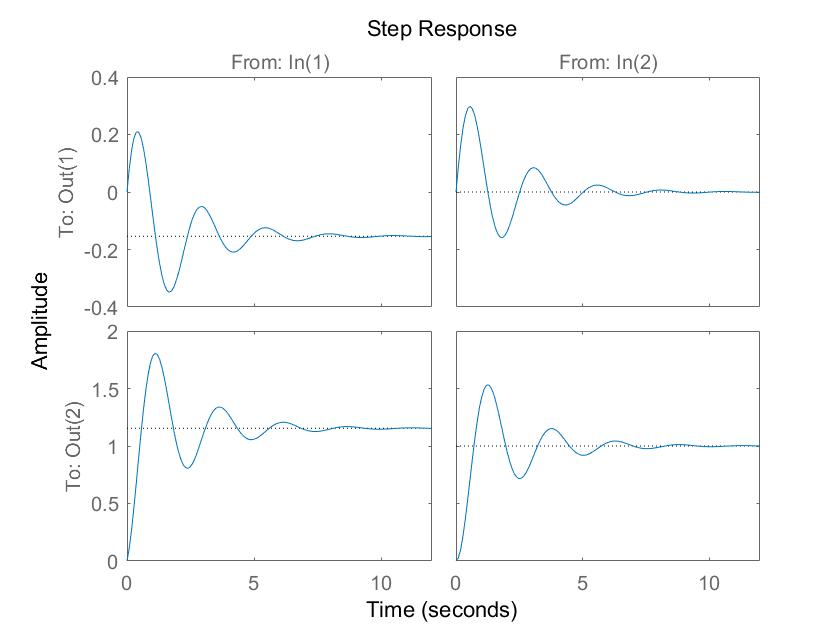 Step Response
From: In(1)
From: In(2)
To: Out(1)
0.4
0.2
0
-0.2
-0.4
Amplitude
To: Out(2)
2
1.5
1
0.5
0
0
5
10
0
5
10
Time (seconds)